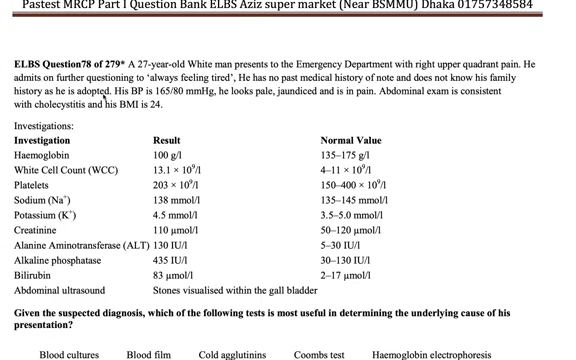 Pastest MRCP Part I Question Bank ELBS Aziz super market (Near BSMMU) Dhaka 01757348584
ELBS Question78 of 279* A 27-year-old White man presents to the Emergency Department with right upper quadrant pain. He
admits on further questioning to ‘always feeling tired’, He has no past medical history of note and does not know his family
history as he is adopted. His BP is 165/80 mmHg, he looks pale, jaundiced and is in pain. Abdominal exam is consistent
with cholecystitis and his BMI is 24.
Investigations:
Investigation Result Normal Value
Haemoglobin 100 g/l 135–175 g/l
White Cell Count (WCC) 13.1 × 10⁹/l 4–11 × 10⁹/l
Platelets 203 × 10⁹/l 150–400 × 10⁹/l
Sodium (Na⁺) 138 mmol/l 135–145 mmol/l
Potassium (K⁺) 4.5 mmol/l 3.5–5.0 mmol/l
Creatinine 110 µmol/l 50–120 µmol/l
Alanine Aminotransferase (ALT) 130 IU/l 5–30 IU/l
Alkaline phosphatase 435 IU/l 30–130 IU/l
Bilirubin 83 µmol/l 2–17 µmol/l
Abdominal ultrasound Stones visualised within the gall bladder
Given the suspected diagnosis, which of the following tests is most useful in determining the underlying cause of his
presentation?
Blood cultures Blood film Cold agglutinins Coombs test Haemoglobin electrophoresis